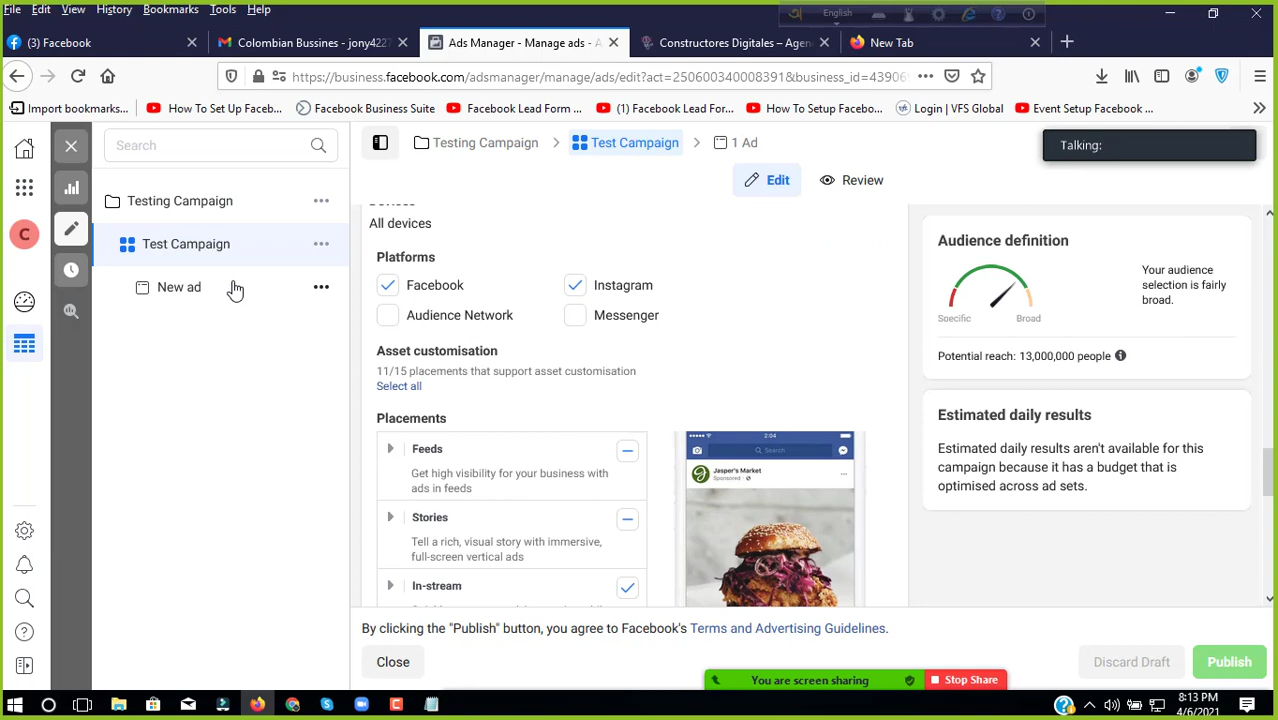 File Edit View History Bookmarks Tools Help
English
(3) Facebook
Colombian Bussines - jony422
Ads Manager - Manage ads - A
Constructores Digitales – Agen
New Tab
https://business.facebook.com/adsmanager/manage/ads/edit?act=250600340008391&business_id=43906
Import bookmarks...
How To Set Up Faceb...
Facebook Business Suite
Facebook Lead Form ...
(1) Facebook Lead For...
How To Setup Facebo...
Login | VFS Global
Event Setup Facebook ...
Search
Testing Campaign
Test Campaign
1 Ad
Talking:
Edit
Review
C
Testing Campaign
Test Campaign
New ad
Devices
All devices
Platforms
Facebook
Instagram
Audience Network
Messenger
Asset customisation
11/15 placements that support asset customisation
Select all
Placements
Feeds
Get high visibility for your business with
ads in feeds
Stories
Tell a rich, visual story with immersive,
full-screen vertical ads
In-stream
2:04
Search
Jasper's Market
Sponsored
Audience definition
Specific
Broad
Your audience
selection is fairly
broad.
Potential reach: 13,000,000 people
Estimated daily results
Estimated daily results aren't available for this
campaign because it has a budget that is
optimised across ad sets.
By clicking the "Publish" button, you agree to Facebook's Terms and Advertising Guidelines.
Close
Discard Draft
Publish
You are screen sharing
Stop Share
8:13 PM
4/6/2021